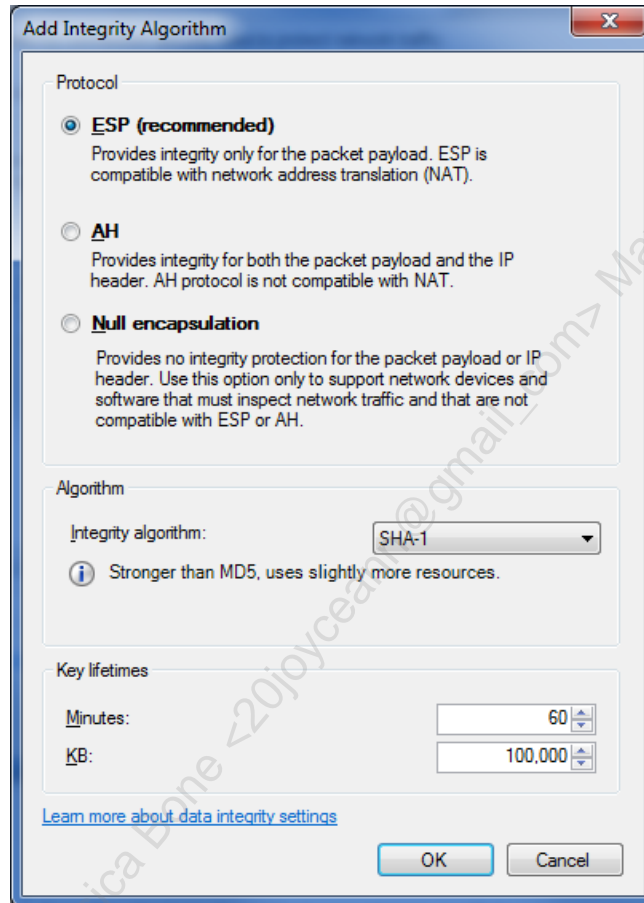 Add Integrity Algorithm
Protocol
ESP (recommended)
Provides integrity only for the packet payload. ESP is
compatible with network address translation (NAT).
AH
Provides integrity for both the packet payload and the IP
header. AH protocol is not compatible with NAT.
Null encapsulation
Provides no integrity protection for the packet payload or IP
header. Use this option only to support network devices and
software that must inspect network traffic and that are not
compatible with ESP or AH.
Algorithm
Integrity algorithm:
SHA-1
Stronger than MD5, uses slightly more resources.
Key lifetimes
Minutes:
60
KB:
100,000
Learn more about data integrity settings
OK
Cancel
ica Bone <20joyceann@gmail_com> Ma